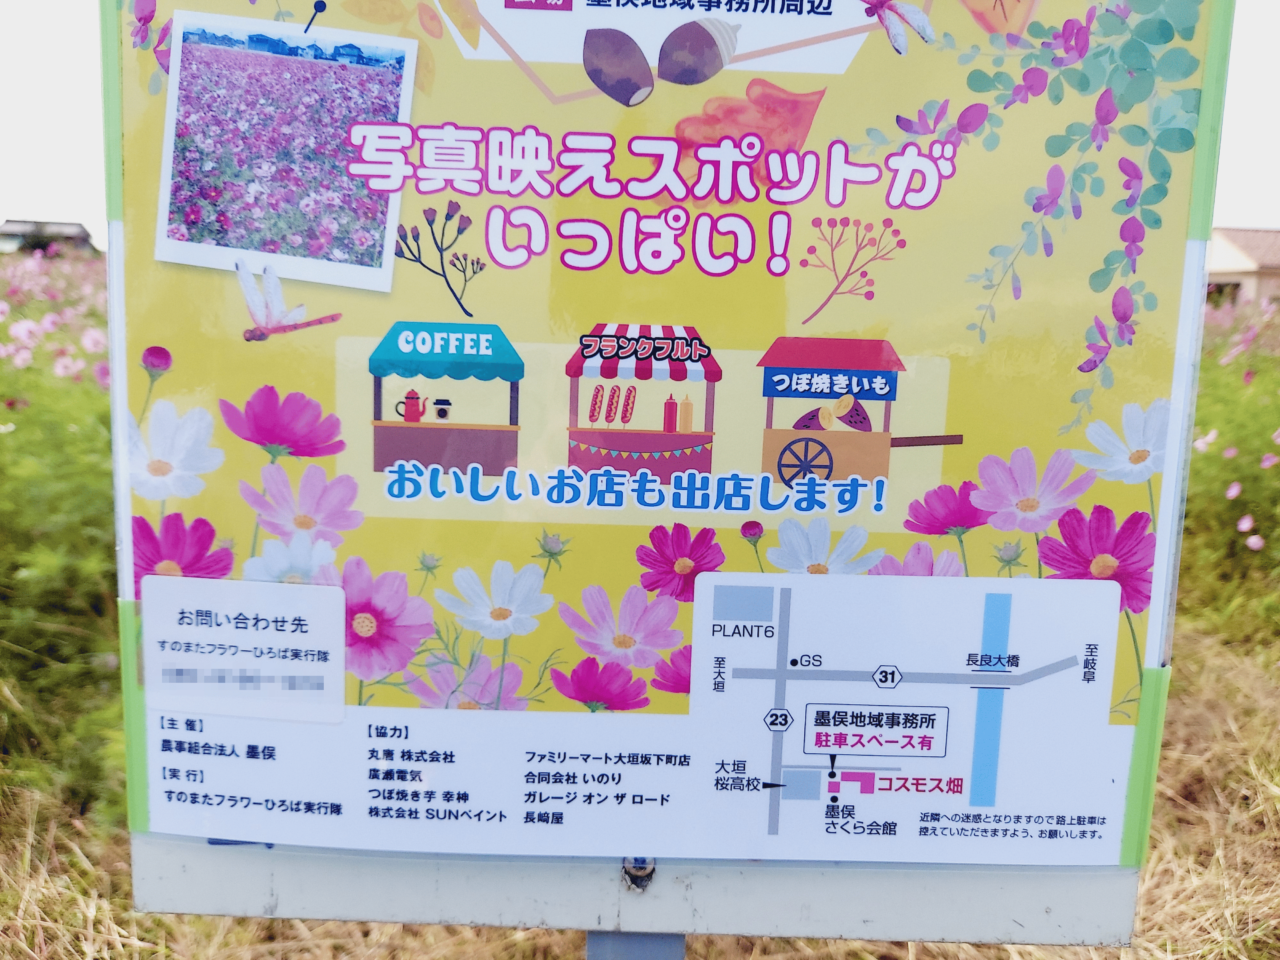 会場 墨俣地域事務所周辺
写真映えスポットが
いっぱい!
COFFEE
フランクフルト
つぼ焼きいも
おいしいお店も出店します!
お問い合わせ先
すのまたフラワーひろば実行隊
【主 催】
農事組合法人 墨俣
【実 行】
すのまたフラワーひろば実行隊
【協力】
丸唐 株式会社
廣瀬電気
つぼ焼き芋 幸神
株式会社 SUNペイント
ファミリーマート大垣坂下町店
合同会社 いのり
ガレージ オン ザ ロード
長崎屋
PLANT6
至大垣
GS
31
長良大橋
至岐阜
23
墨俣地域事務所
駐車スペース有
大垣
桜高校
コスモス畑
墨俣
さくら会館
近隣への迷惑となりますので路上駐車は
控えていただきますよう、お願いします。